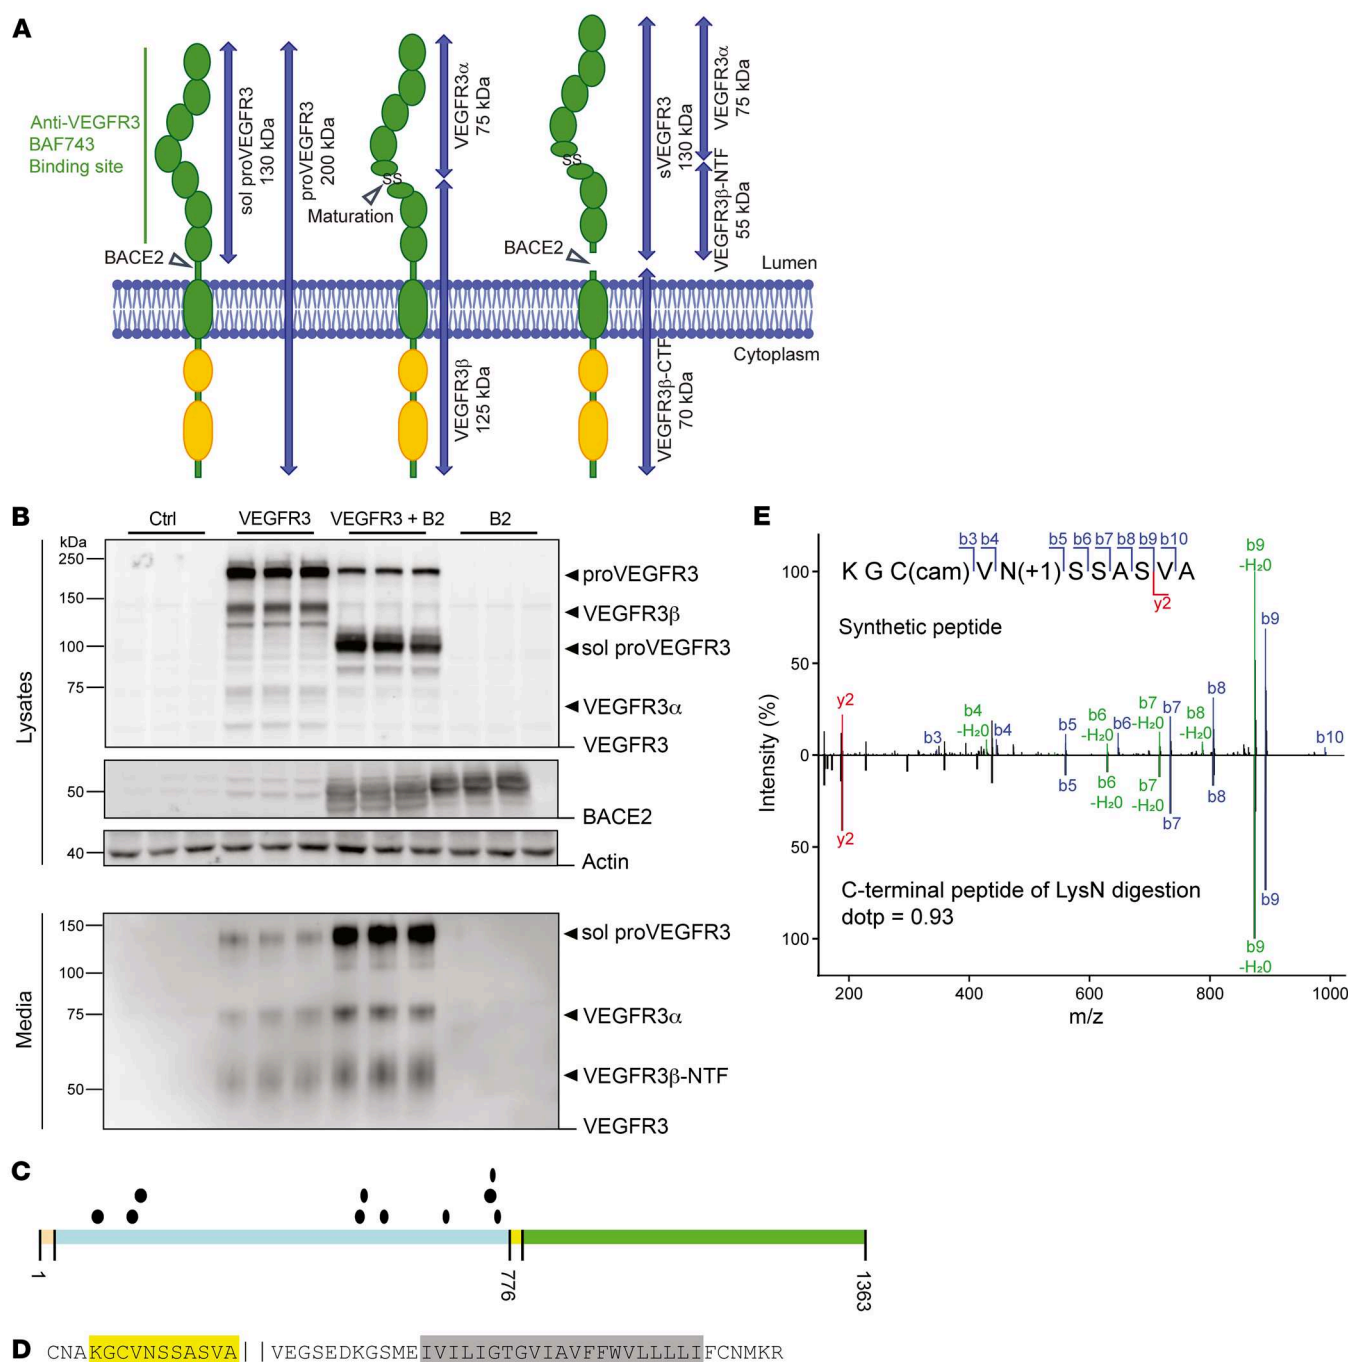 A
Anti-VEGFR3
BAF743
Binding site
BACE2
sol proVEGFR3
130 kDa
proVEGFR3
200 kDa
SS
Maturation
VEGFR3α
75 kDa
VEGFR3β
125 kDa
SS
BACE2
sVEGFR3
130 kDa
VEGFR3α
75 kDa
VEGFR3β-NTF
55 kDa
VEGFR3β-CTF
70 kDa
Lumen
Cytoplasm
B
Ctrl
VEGFR3
VEGFR3 + B2
B2
kDa
250
150
100
75
Lysates
proVEGFR3
VEGFR3β
sol proVEGFR3
VEGFR3α
VEGFR3
50
BACE2
40
Actin
Media
150
100
75
50
sol proVEGFR3
VEGFR3α
VEGFR3β-NTF
VEGFR3
E
b3 b4 b5 b6 b7 b8 b9 b10
K G C(cam) V N(+1) S S A S V A
y2
Synthetic peptide
Intensity (%)
100
50
0
50
100
y2
b3
b4
-H₂0
b4
b5
b6
-H₂0
b6
b7
-H₂0
b7
b8
-H₂0
b8
b9
-H₂0
b9
b10
y2
b5
b6
-H₂0
b7
-H₂0
b7
b8
b9
b9
-H₂0
C-terminal peptide of LysN digestion
dotp = 0.93
200 400 600 800 1000
m/z
C
1
776
1363
D CNAKGCVNSSASVA||VEGSEDKGSMEIVILIGTGVIAVFFWVLLLLIFCNMKR